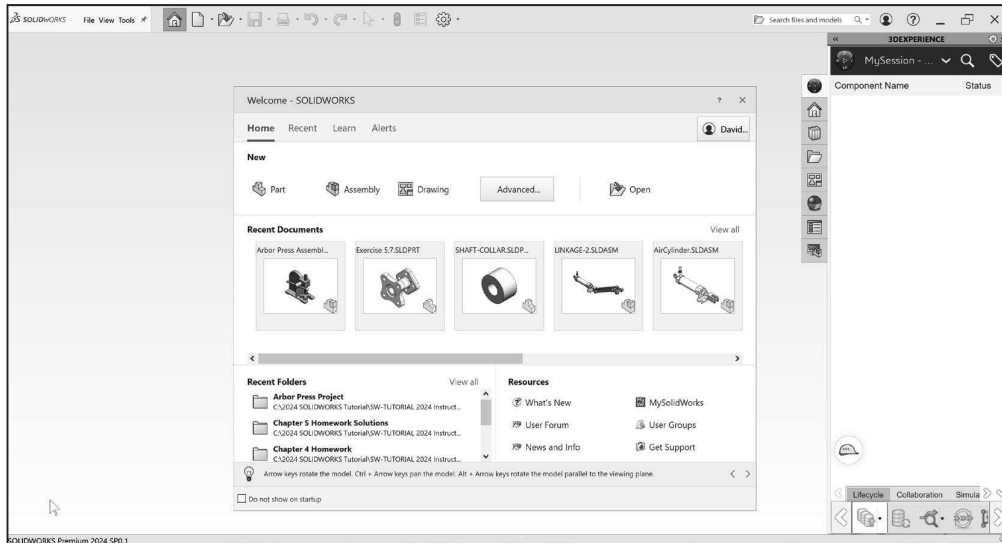 SOLIDWORKS File View Tools
Search files and models
3DEXPERIENCE
MySession - ...
Component Name Status
Welcome - SOLIDWORKS
Home Recent Learn Alerts
David...
New
Part Assembly Drawing Advanced... Open
Recent Documents View all
Arbor Press Assembl... Exercise 5.7.SLDPRT SHAFT-COLLAR.SLDP... LINKAGE-2.SLDASM AirCylinder.SLDASM
Recent Folders View all
Arbor Press Project
C:\2024 SOLIDWORKS Tutorial\SW-TUTORIAL 2024 Instruct...
Chapter 5 Homework Solutions
C:\2024 SOLIDWORKS Tutorial\SW-TUTORIAL 2024 Instruct...
Chapter 4 Homework
C:\2024 SOLIDWORKS Tutorial\SW-TUTORIAL 2024 Instruct...
Resources
What's New MySolidWorks
User Forum User Groups
News and Info Get Support
Arrow keys rotate the model. Ctrl + Arrow keys pan the model. Alt + Arrow keys rotate the model parallel to the viewing plane.
Do not show on startup
Lifecycle Collaboration Simula
SOLIDWORKS Premium 2024 SP0.1